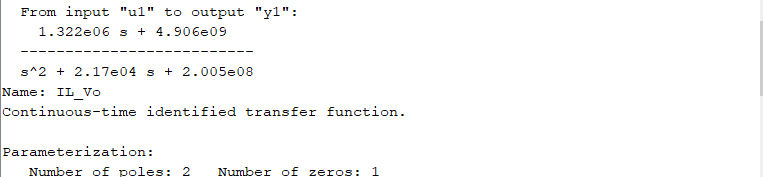 From input "u1" to output "y1":
1.322e06 s + 4.906e09
--------------------------
s^2 + 2.17e04 s + 2.005e08
Name: IL_Vo
Continuous-time identified transfer function.
Parameterization:
Number of poles: 2   Number of zeros: 1